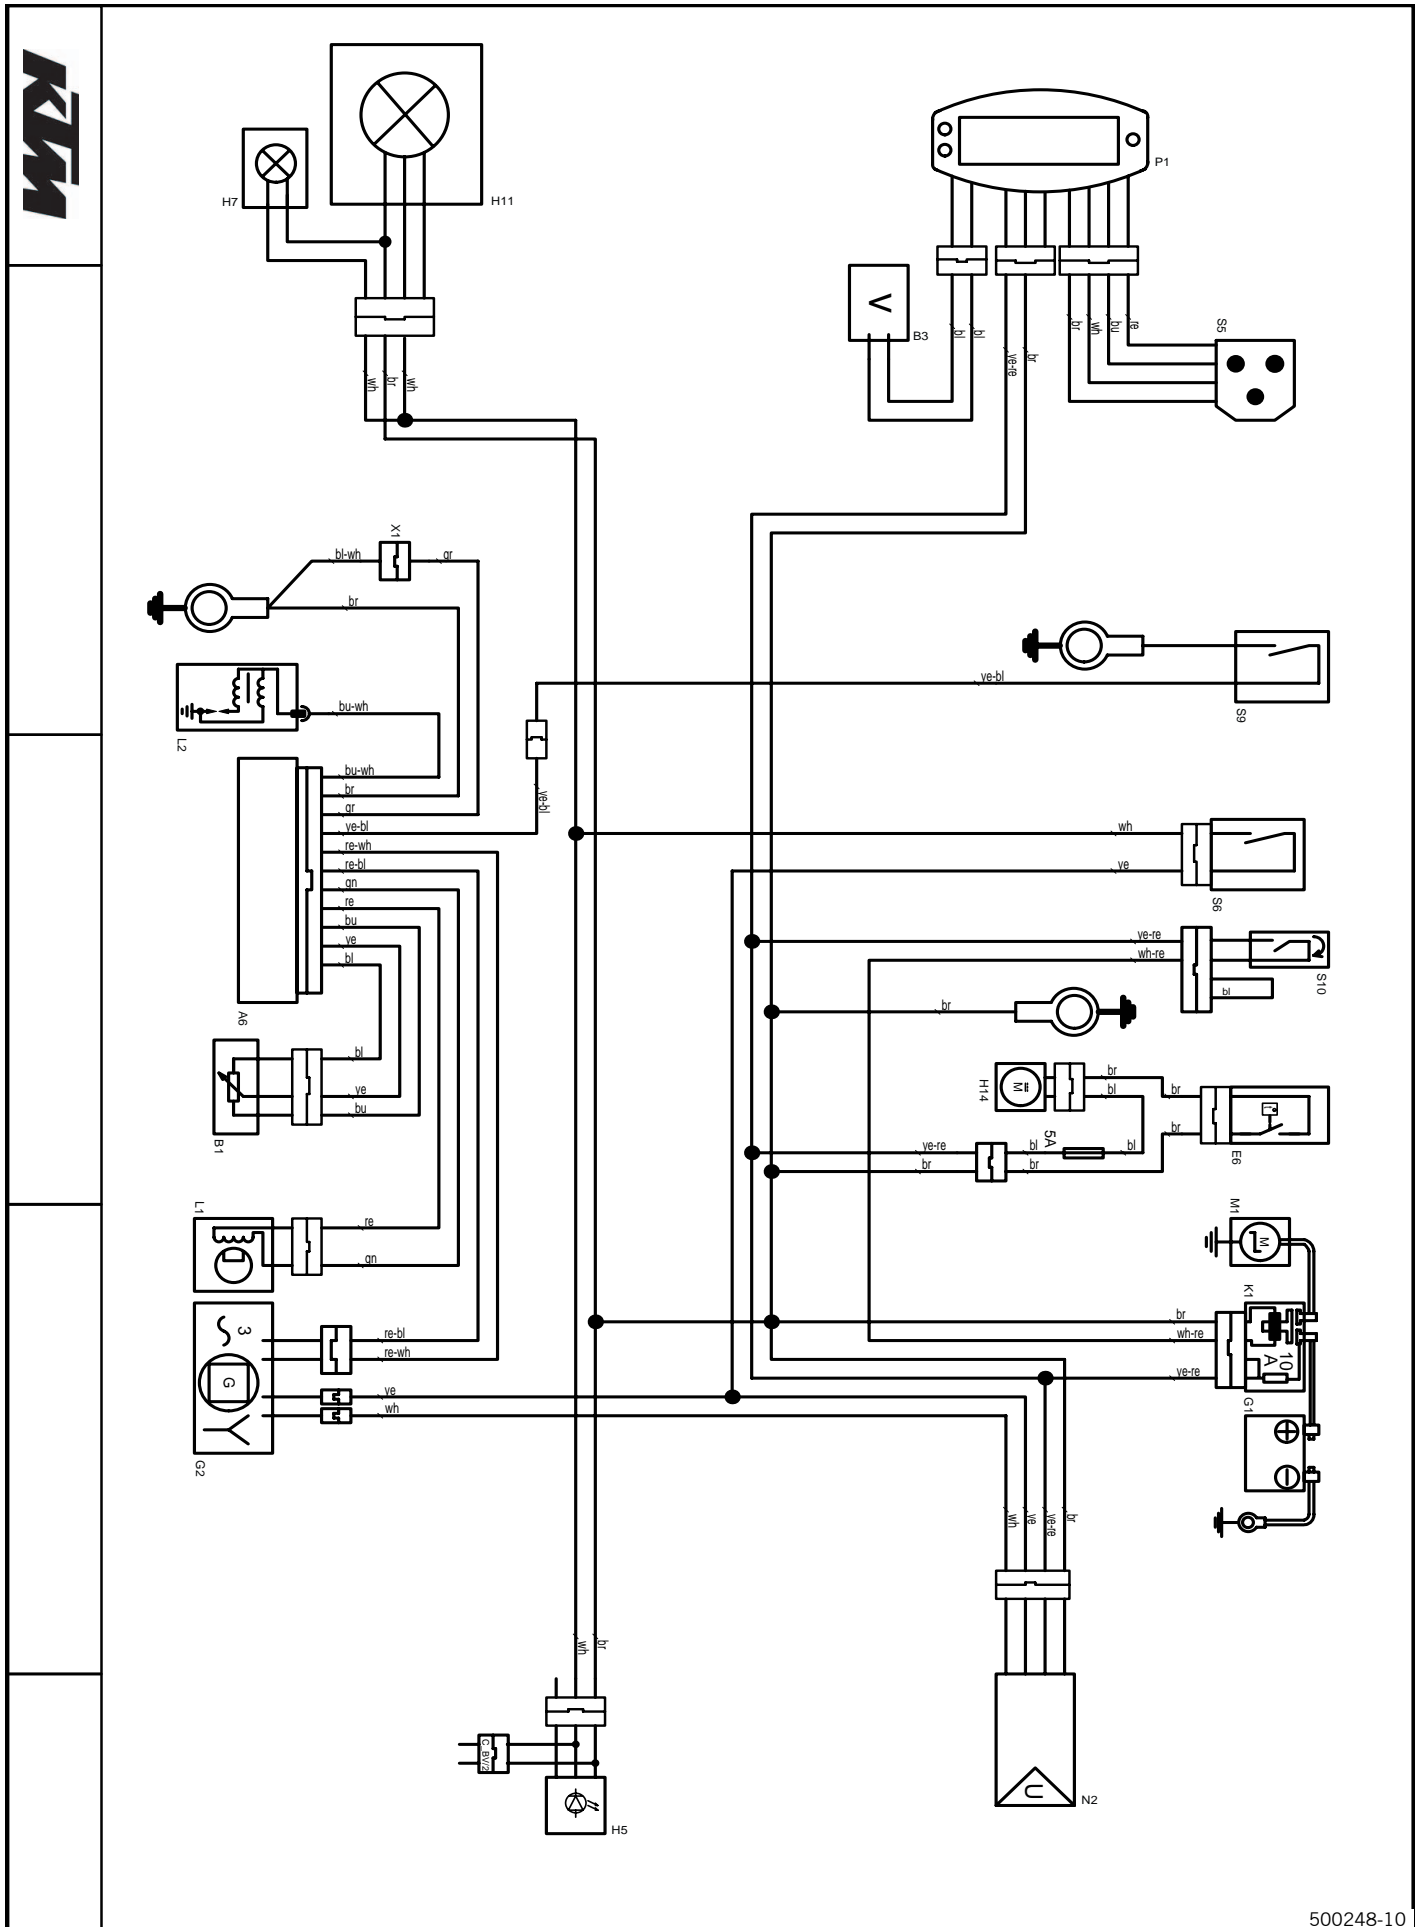 KTM
H7
H11
P1
B3
V
S5
wh
br
wh
bl
bl
ye-re
br
br
wh
bu
re
X1
bl-wh
gr
br
L2
bu-wh
ye-bl
S9
ye-bl
bu-wh
br
gr
ye-bl
re-wh
re-bl
gn
re
bu
ye
bl
A6
wh
ye
S6
ye-re
wh-re
bl
S10
br
B1
bl
ye
bu
H14
M
br
bl
br
br
E6
5A
bl
bl
ye-re
br
br
L1
re
gn
M1
M
K1
10
A
br
wh-re
ye-re
G1
3
G
G2
re-bl
re-wh
ye
wh
wh
ye
ye-re
br
wh
br
C_BV/2
H5
U
N2
500248-10